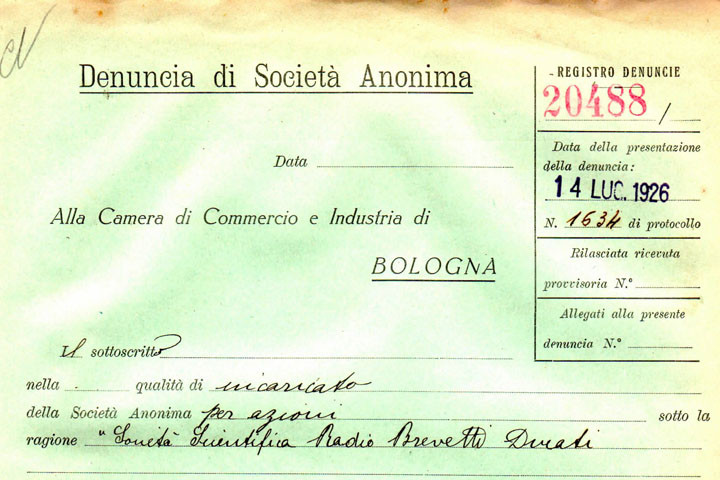 Denuncia di Società Anonima
REGISTRO DENUNCIE
20488/
Data
Data della presentazione
della denuncia:
14 LUG. 1926
Alla Camera di Commercio e Industria di
N. 1634 di protocollo
BOLOGNA
Rilasciata ricevuta
provvisoria N.°
Allegati alla presente
denuncia N.°
Il sottoscritto
nella qualità di incaricato
della Società Anonima per azioni sotto la
ragione "Società Scientifica Radio Brevetti Ducati